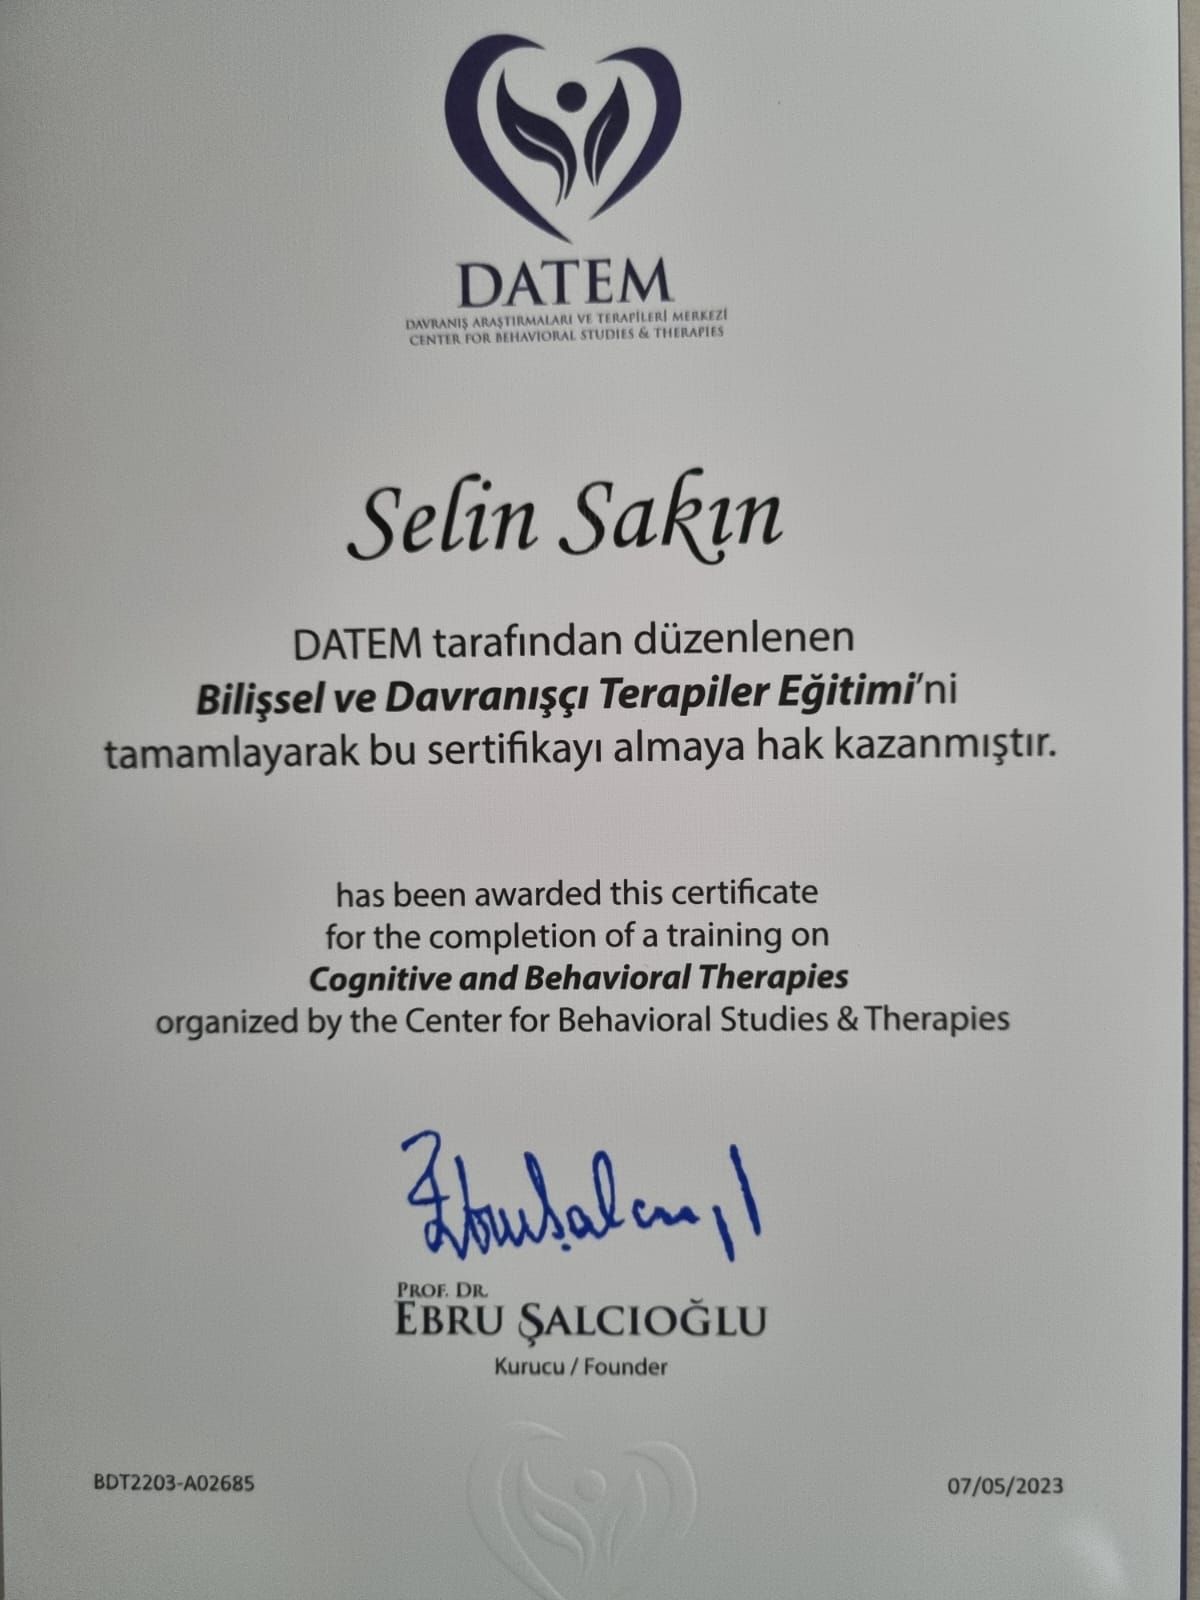 DATEM
DAVRANIŞ ARAŞTIRMALARI VE TERAPİLERİ MERKEZİ
CENTER FOR BEHAVIORAL STUDIES & THERAPIES
Selin Sakın
DATEM tarafından düzenlenen
Bilişsel ve Davranışçı Terapiler Eğitimi'ni
tamamlayarak bu sertifikayı almaya hak kazanmıştır.
has been awarded this certificate
for the completion of a training on
Cognitive and Behavioral Therapies
organized by the Center for Behavioral Studies & Therapies
Ebru Şalcıoğlu
PROF. DR.
EBRU ŞALCIOĞLU
Kurucu / Founder
BDT2203-A02685
07/05/2023